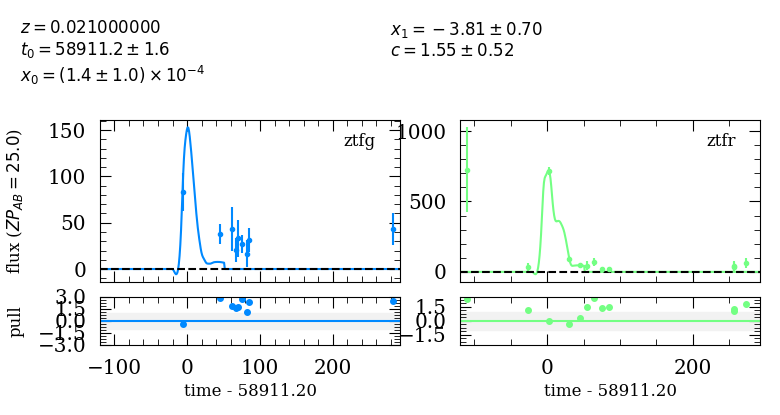 z = 0.021000000
t₀ = 58911.2 ± 1.6
x₀ = (1.4 ± 1.0) × 10⁻⁴
x₁ = −3.81 ± 0.70
c = 1.55 ± 0.52
flux (ZP_AB = 25.0)
150
100
50
0
ztfg
1000
500
0
ztfr
pull
3.0
1.5
0.0
−1.5
−3.0
1.5
0.0
−1.5
−100 0 100 200
0 200
time - 58911.20
time - 58911.20